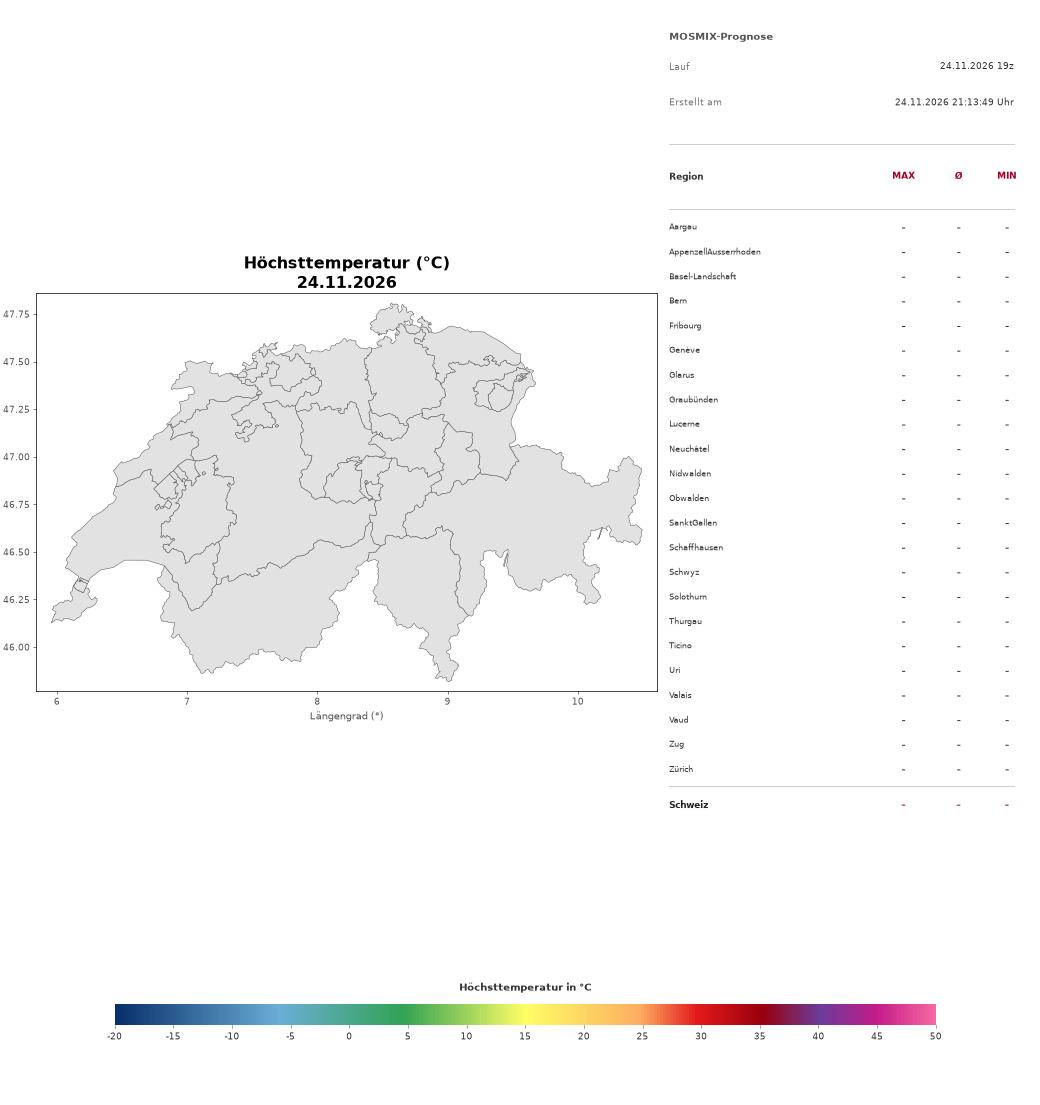 MOSMIX-Prognose
Lauf 24.11.2026 19z
Erstellt am 24.11.2026 21:13:49 Uhr
Region MAX Ø MIN
Aargau - - -
AppenzellAusserrhoden - - -
Basel-Landschaft - - -
Bern - - -
Fribourg - - -
Genève - - -
Glarus - - -
Graubünden - - -
Lucerne - - -
Neuchâtel - - -
Nidwalden - - -
Obwalden - - -
SanktGallen - - -
Schaffhausen - - -
Schwyz - - -
Solothurn - - -
Thurgau - - -
Ticino - - -
Uri - - -
Valais - - -
Vaud - - -
Zug - - -
Zürich - - -
Schweiz - - -
Höchsttemperatur (°C)
24.11.2026
47.75
47.50
47.25
47.00
46.75
46.50
46.25
46.00
6 7 8 9 10
Längengrad (°)
Höchsttemperatur in °C
-20 -15 -10 -5 0 5 10 15 20 25 30 35 40 45 50